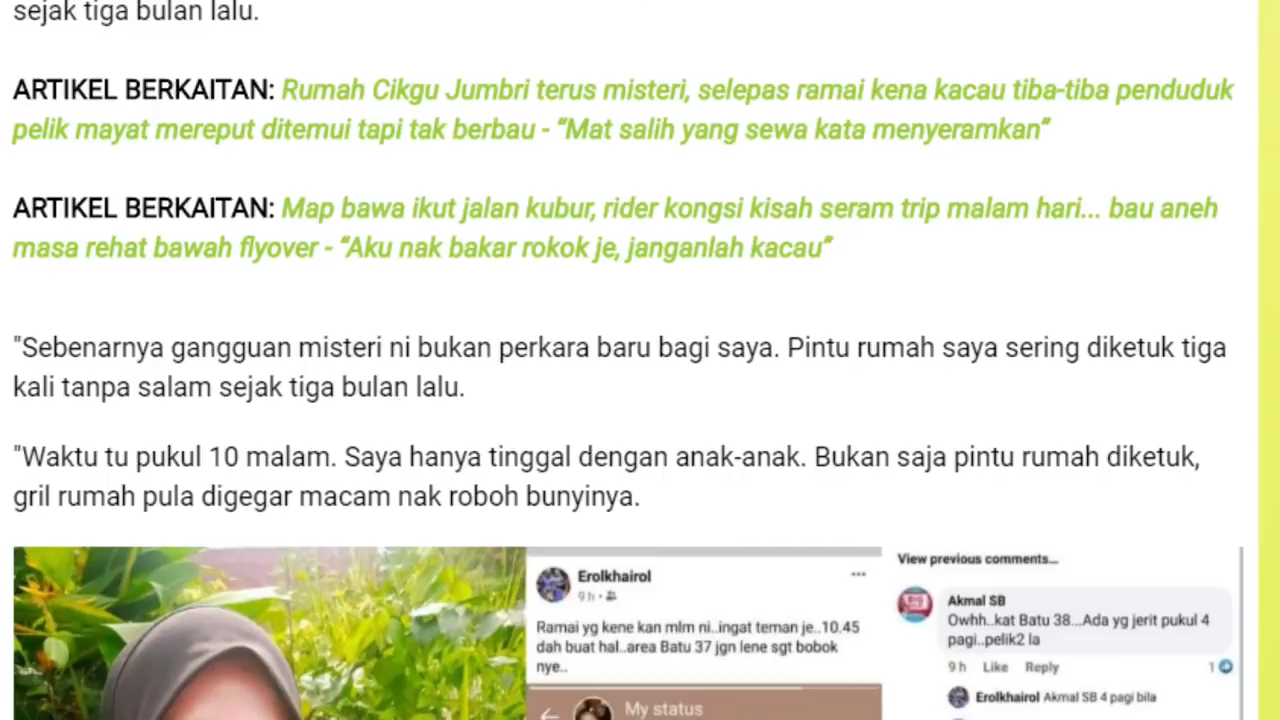 sejak tiga bulan lalu.
ARTIKEL BERKAITAN: Rumah Cikgu Jumbri terus misteri, selepas ramai kena kacau tiba-tiba penduduk
pelik mayat mereput ditemui tapi tak berbau - “Mat salih yang sewa kata menyeramkan”
ARTIKEL BERKAITAN: Map bawa ikut jalan kubur, rider kongsi kisah seram trip malam hari... bau aneh
masa rehat bawah flyover - “Aku nak bakar rokok je, janganlah kacau”
"Sebenarnya gangguan misteri ni bukan perkara baru bagi saya. Pintu rumah saya sering diketuk tiga
kali tanpa salam sejak tiga bulan lalu.
"Waktu tu pukul 10 malam. Saya hanya tinggal dengan anak-anak. Bukan saja pintu rumah diketuk,
gril rumah pula digegar macam nak roboh bunyinya.
Erolkhairol
9 h
Ramai yg kene kan mlm ni..ingat teman je..10.45
dah buat hal..area Batu 37 jgn lene sgt bobok
nye..
My status
View previous comments...
Akmal SB
Owhh..kat Batu 38...Ada yg jerit pukul 4
pagi..pelik2 la
9 h Like Reply 1
Erolkhairol Akmal SB 4 pagi bila